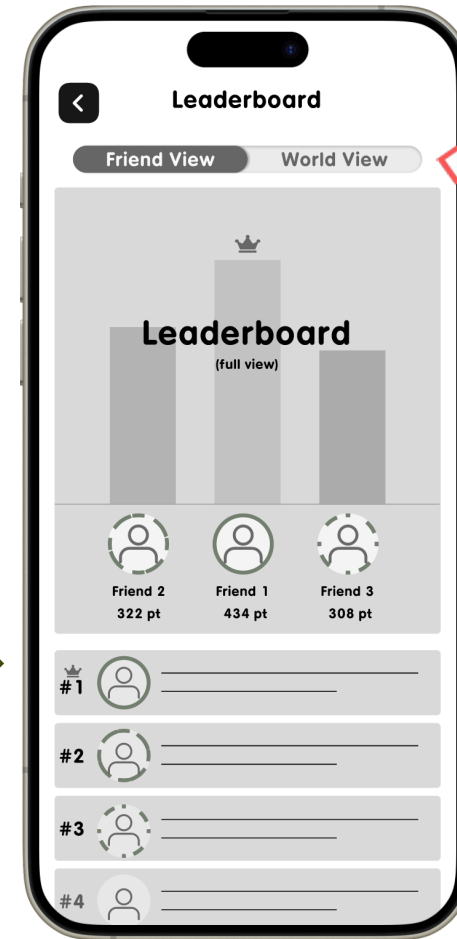 Leaderboard
Friend View World View
Leaderboard
(full view)
Friend 2 Friend 1 Friend 3
322 pt 434 pt 308 pt
#1
#2
#3
#4